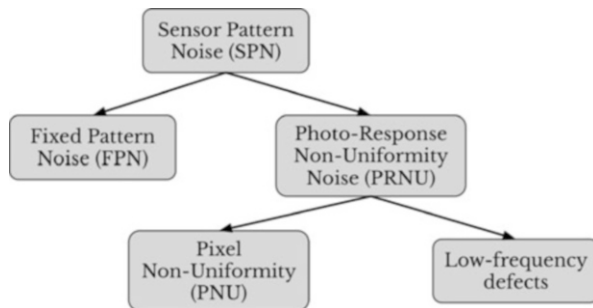 Sensor Pattern
Noise (SPN)
Fixed Pattern
Noise (FPN)
Photo-Response
Non-Uniformity
Noise (PRNU)
Pixel
Non-Uniformity
(PNU)
Low-frequency
defects